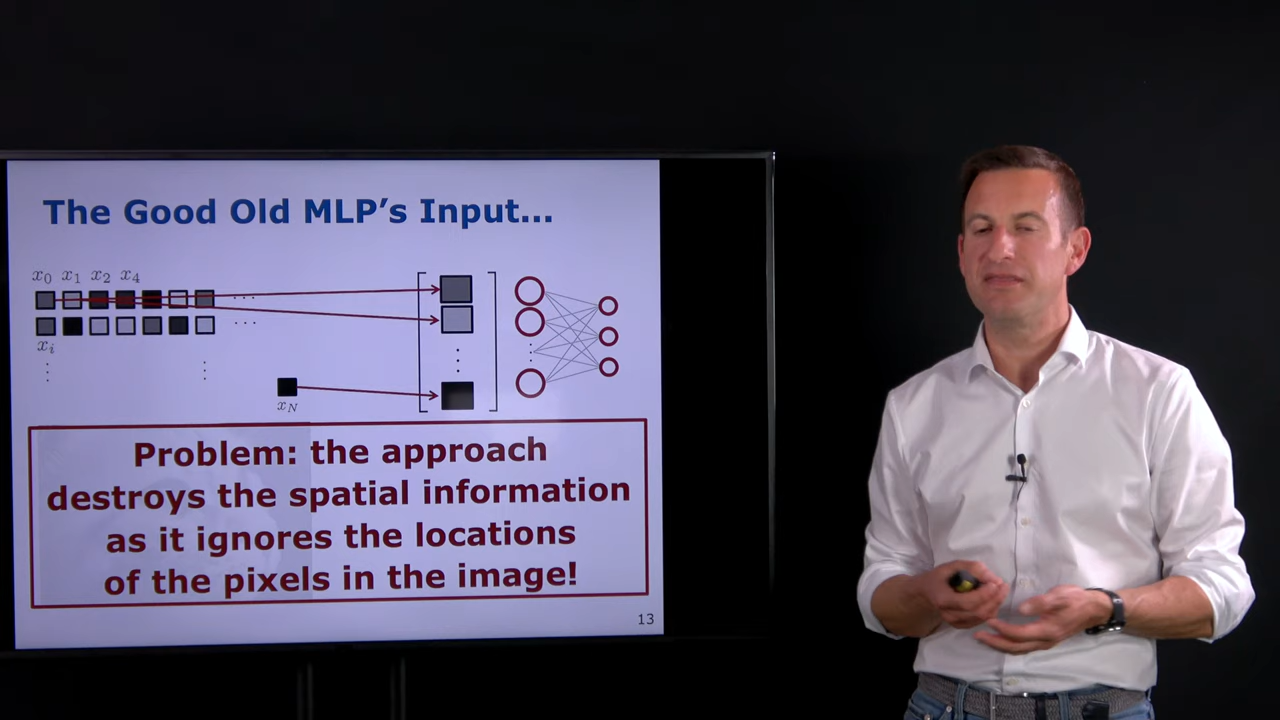 The Good Old MLP's Input...
x₀ x₁ x₂ x₄
...
...
xᵢ
x_N
Problem: the approach
destroys the spatial information
as it ignores the locations
of the pixels in the image!
13